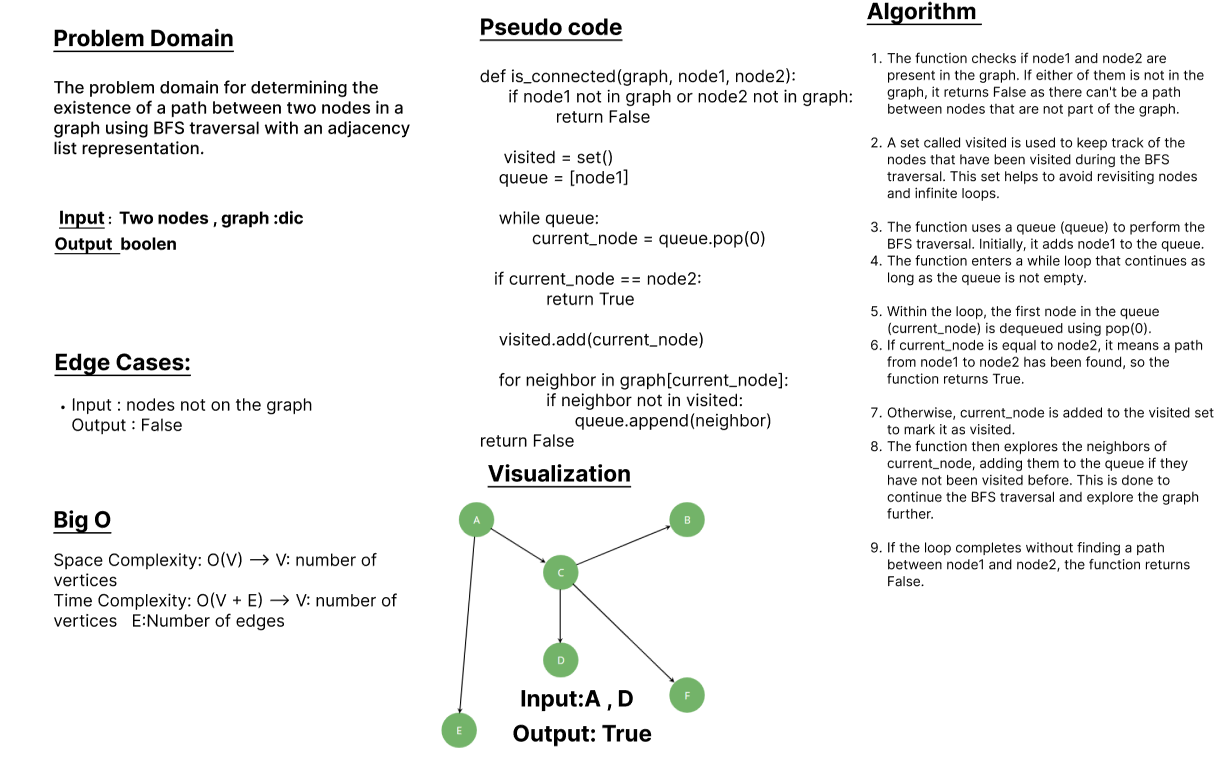 Problem Domain
The problem domain for determining the
existence of a path between two nodes in a
graph using BFS traversal with an adjacency
list representation.
Input : Two nodes , graph :dic
Output boolen
Edge Cases:
• Input : nodes not on the graph
Output : False
Big O
Space Complexity: O(V) → V: number of
vertices
Time Complexity: O(V + E) → V: number of
vertices E:Number of edges
Pseudo code
def is_connected(graph, node1, node2):
if node1 not in graph or node2 not in graph:
return False
visited = set()
queue = [node1]
while queue:
current_node = queue.pop(0)
if current_node == node2:
return True
visited.add(current_node)
for neighbor in graph[current_node]:
if neighbor not in visited:
queue.append(neighbor)
return False
Visualization
A
B
C
D
F
E
Input:A , D
Output: True
Algorithm
1. The function checks if node1 and node2 are
present in the graph. If either of them is not in the
graph, it returns False as there can't be a path
between nodes that are not part of the graph.
2. A set called visited is used to keep track of the
nodes that have been visited during the BFS
traversal. This set helps to avoid revisiting nodes
and infinite loops.
3. The function uses a queue (queue) to perform the
BFS traversal. Initially, it adds node1 to the queue.
4. The function enters a while loop that continues as
long as the queue is not empty.
5. Within the loop, the first node in the queue
(current_node) is dequeued using pop(0).
6. If current_node is equal to node2, it means a path
from node1 to node2 has been found, so the
function returns True.
7. Otherwise, current_node is added to the visited set
to mark it as visited.
8. The function then explores the neighbors of
current_node, adding them to the queue if they
have not been visited before. This is done to
continue the BFS traversal and explore the graph
further.
9. If the loop completes without finding a path
between node1 and node2, the function returns
False.